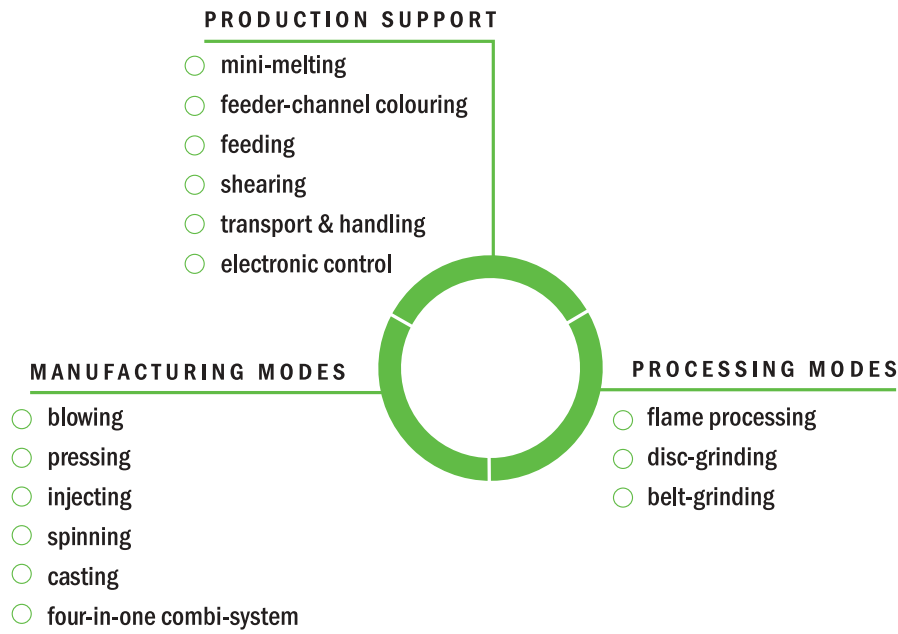 PRODUCTION SUPPORT
mini-melting
feeder-channel colouring
feeding
shearing
transport & handling
electronic control
MANUFACTURING MODES
blowing
pressing
injecting
spinning
casting
four-in-one combi-system
PROCESSING MODES
flame processing
disc-grinding
belt-grinding